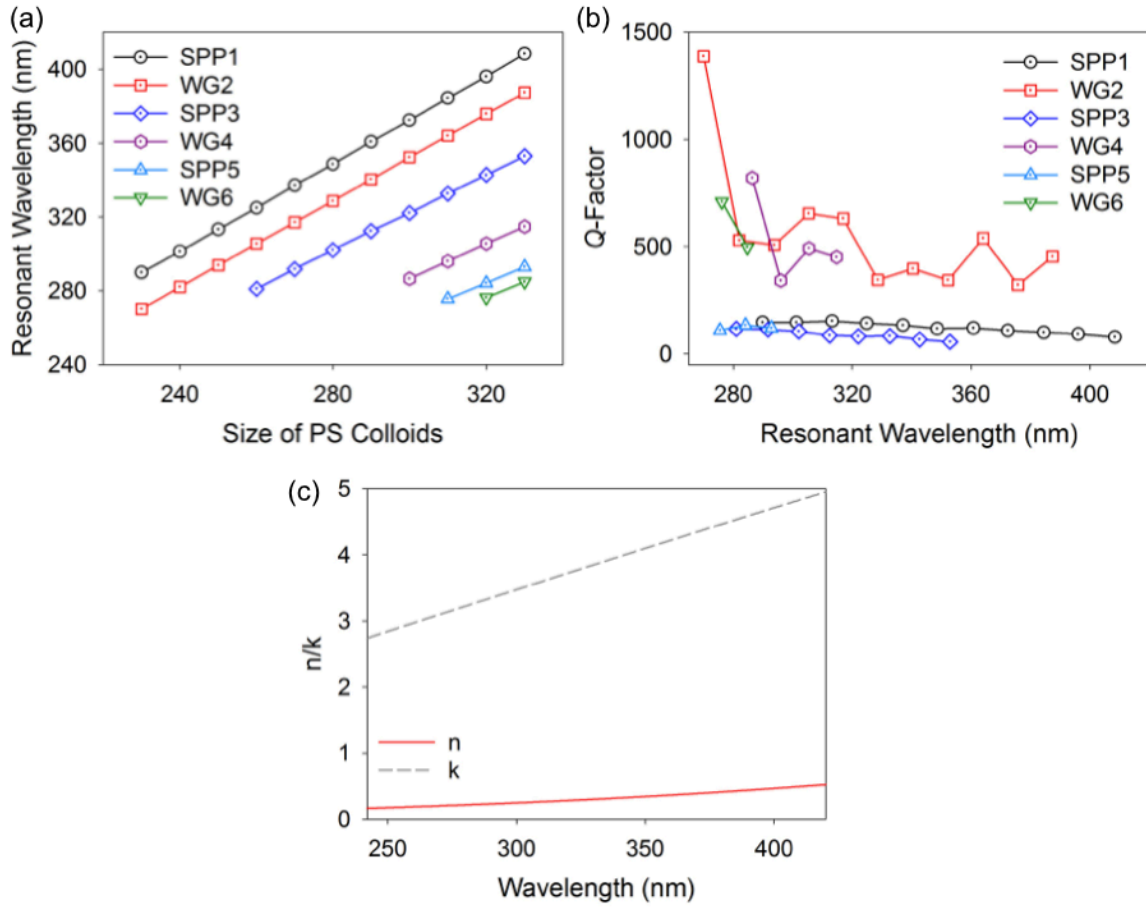 (a)
Resonant Wavelength (nm)
400
360
320
280
240
SPP1
WG2
SPP3
WG4
SPP5
WG6
240
280
320
Size of PS Colloids
(b)
Q-Factor
1500
1000
500
0
SPP1
WG2
SPP3
WG4
SPP5
WG6
280
320
360
400
Resonant Wavelength (nm)
(c)
n/k
5
4
3
2
1
0
n
k
250
300
350
400
Wavelength (nm)